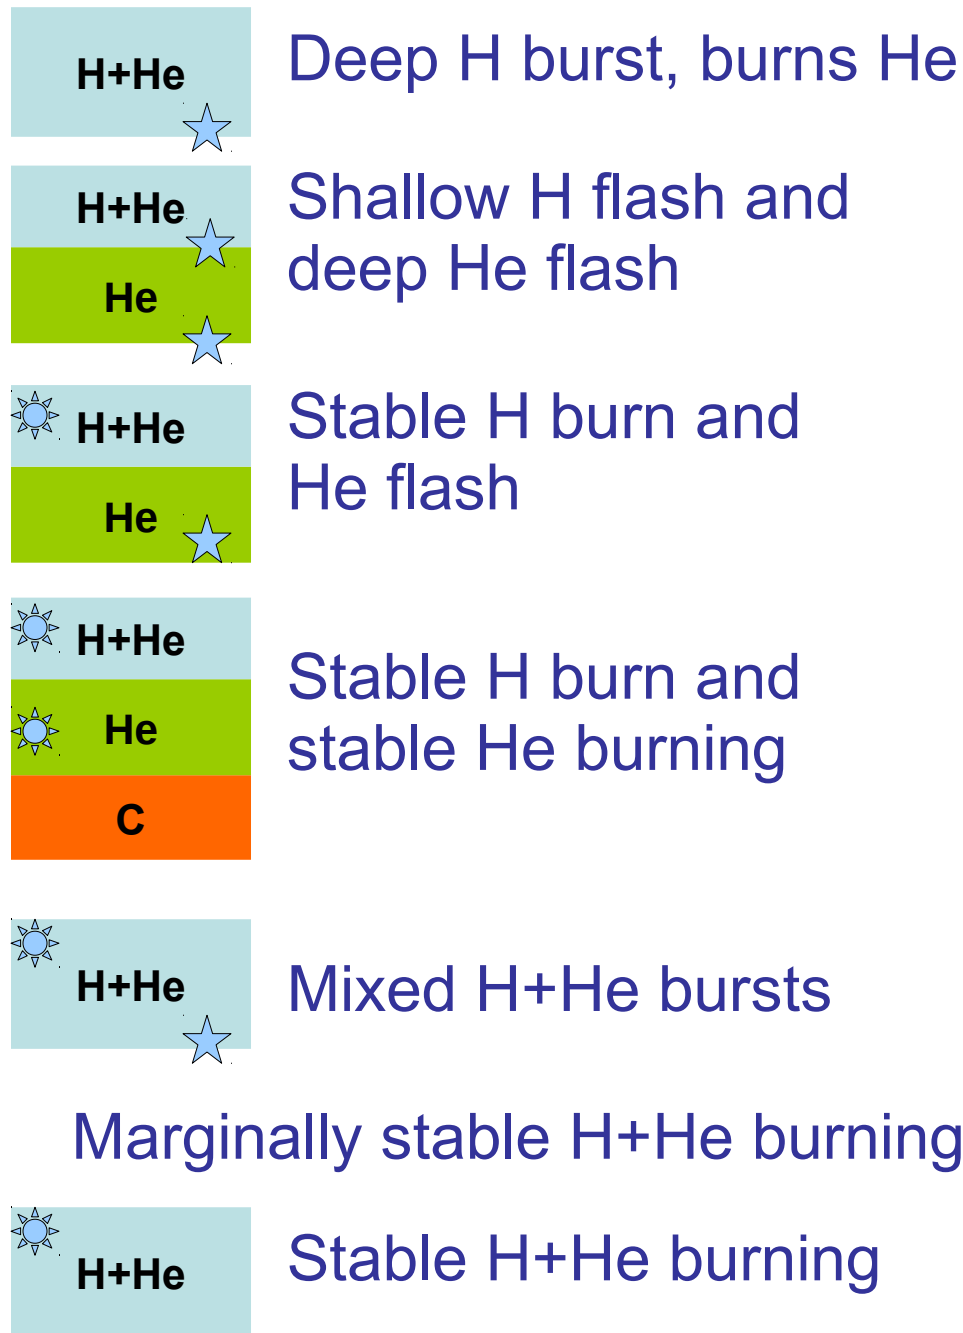 H+He
Deep H burst, burns He
H+He
He
Shallow H flash and
deep He flash
H+He
He
Stable H burn and
He flash
H+He
He
C
Stable H burn and
stable He burning
H+He
Mixed H+He bursts
Marginally stable H+He burning
H+He
Stable H+He burning